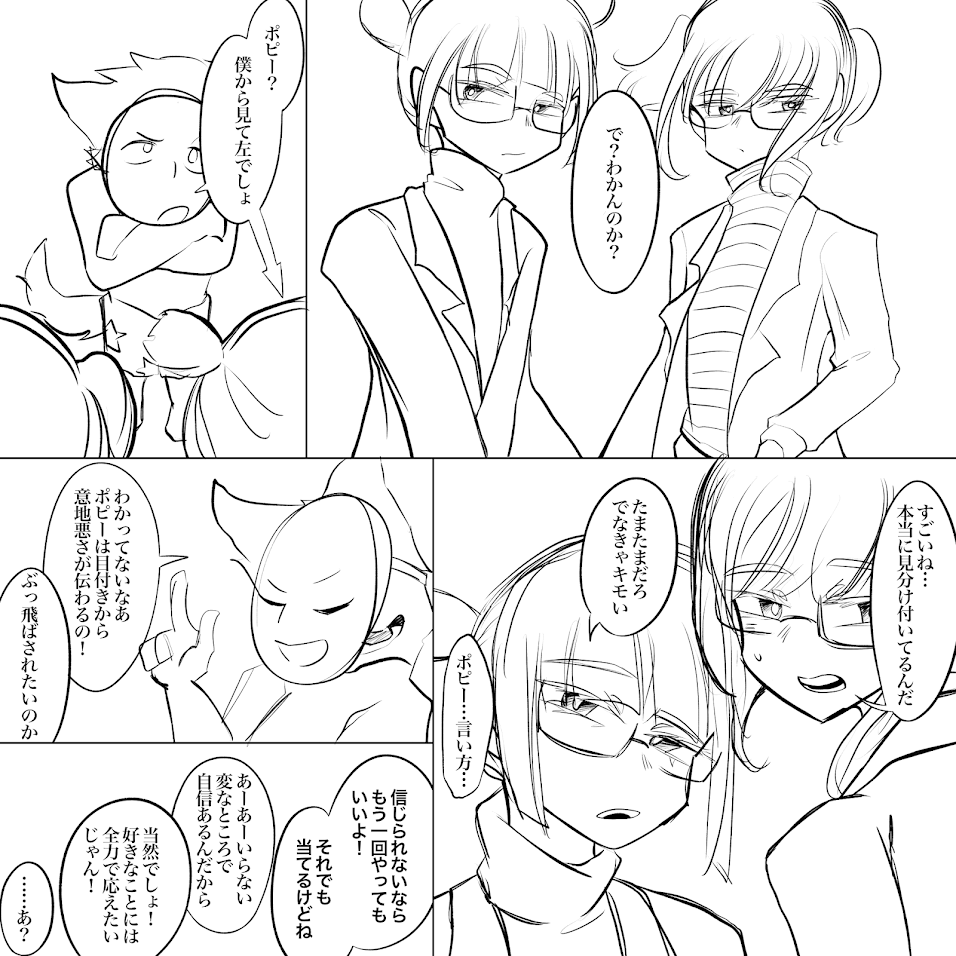 で？わかんのか？
ポピー？
僕から見て左でしょ
すごいね…
本当に見分け付いてるんだ
たまたまだろ
でなきゃキモい
ポピー…言い方…
わかってないなあ
ポピーは目付きから
意地悪さが伝わるの！
ぶっ飛ばされたいのか
信じられないなら
もう一回やっても
いいよ！
それでも
当てるけどね
あーあーいらない
変なところで
自信あるんだから
当然でしょ！
好きなことには
全力で応えたい
じゃん！
……あ？